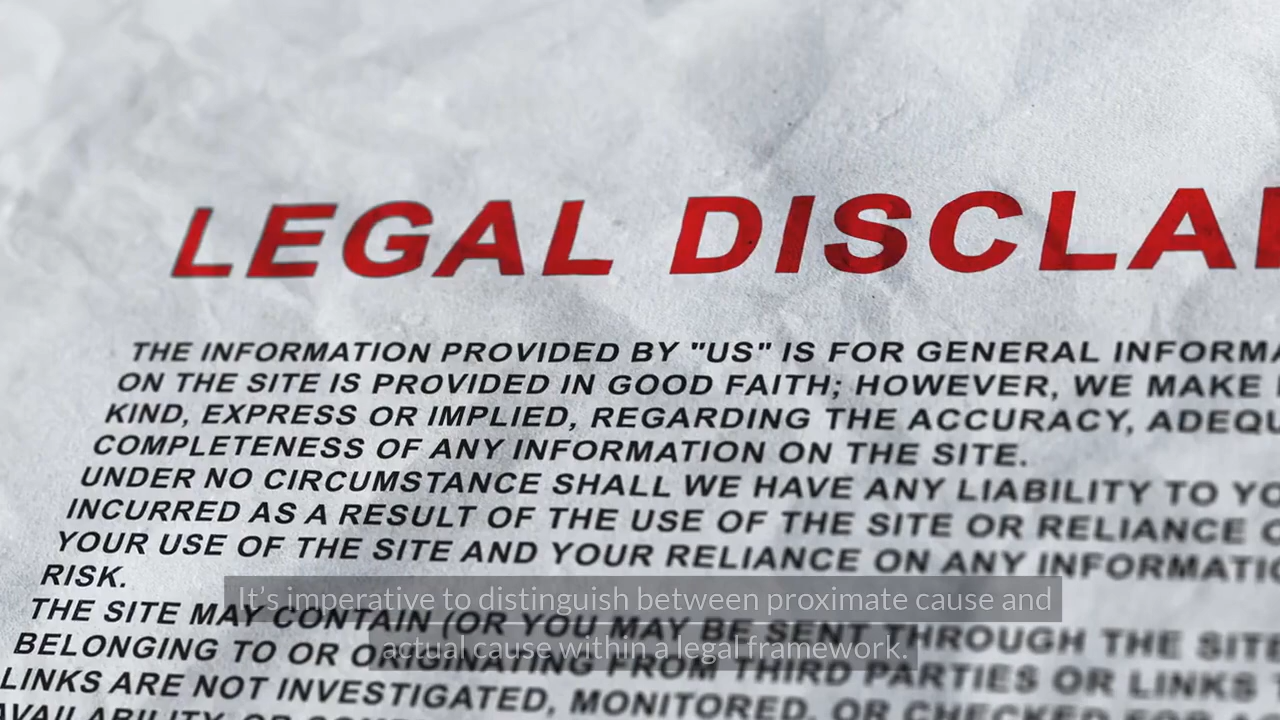 LEGAL
THE INFORMATION PROVIDED BY "US" IS FOR GENERAL
ON THE SITE IS PROVIDED IN GOOD FAITH; HOWEVER, WE MAKE
KIND, EXPRESS OR IMPLIED, REGARDING THE ACCURACY,
COMPLETENESS OF ANY INFORMATION ON THE SITE.
UNDER NO CIRCUMSTANCE SHALL WE HAVE ANY LIABILITY TO
INCURRED AS A RESULT OF THE USE OF THE SITE OR RELIANCE
YOUR USE OF THE SITE AND YOUR RELIANCE ON ANY
RISK.
It's imperative to distinguish between proximate cause and
THE SITE MAY CONTAIN (OR YOU MAY BE SENT THROUGH THE SITE
actual cause within a legal framework.
BELONGING TO OR ORIGINATING FROM THIRD PARTIES OR LINKS
LINKS ARE NOT INVESTIGATED, MONITORED, OR CHECKED FOR